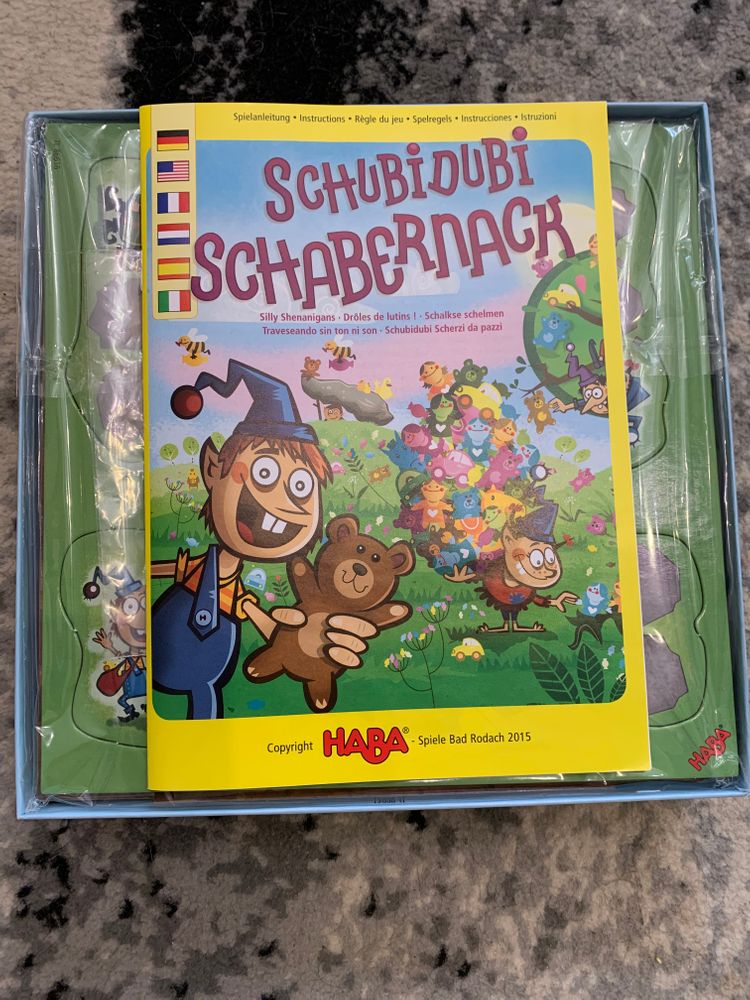 Spielanleitung • Instructions • Règle du jeu • Spelregels • Instrucciones • Istruzioni
SCHUBIDUBI
SCHABERNACK
Silly Shenanigans · Drôles de lutins ! · Schalkse schelmen
Traveseando sin ton ni son · Schubidubi Scherzi da pazzi
Copyright HABA® - Spiele Bad Rodach 2015
HABA®